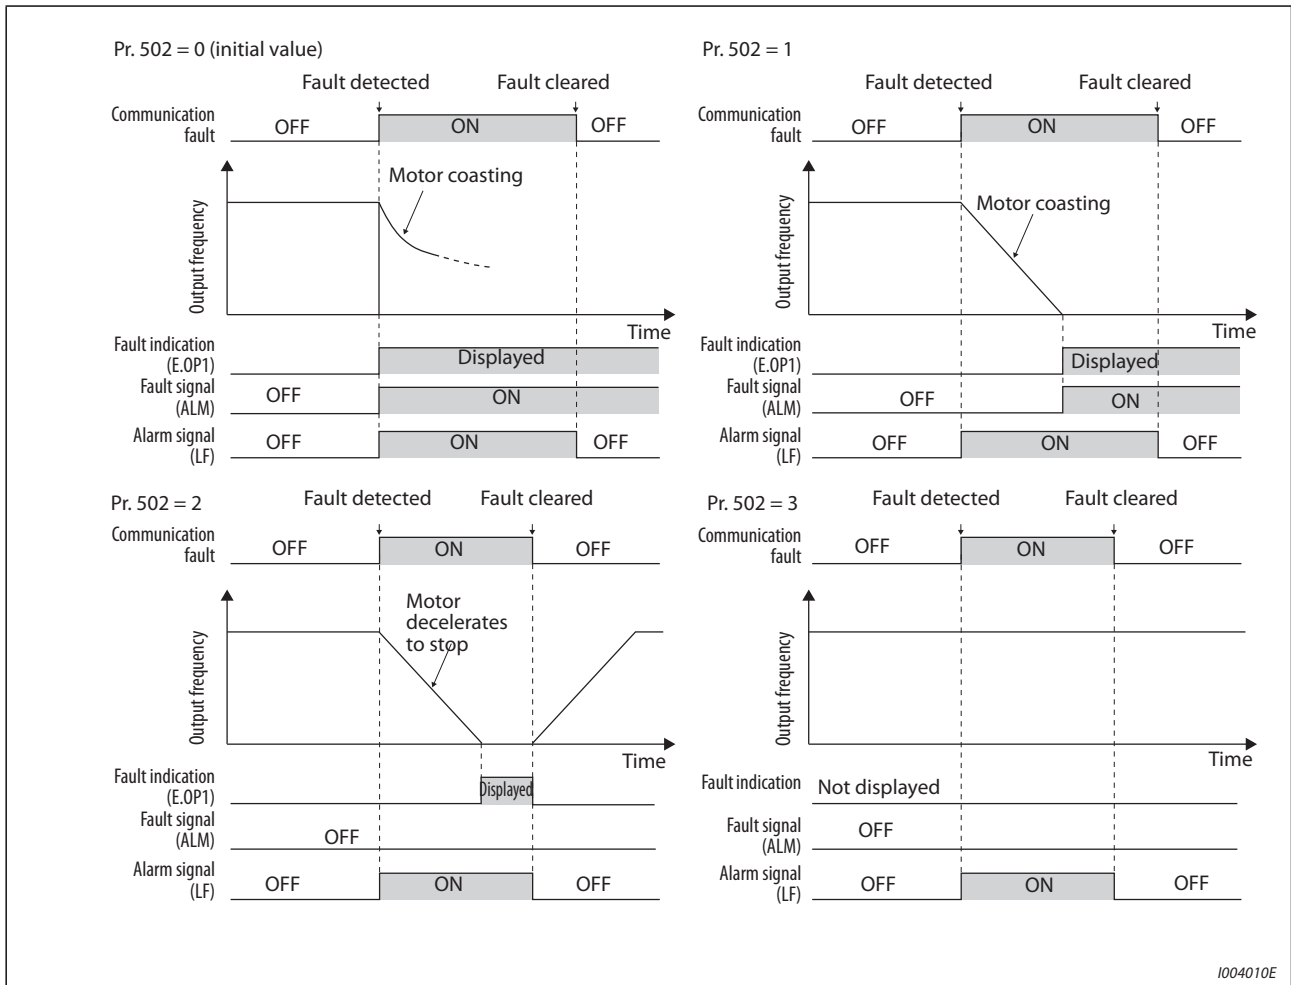 Pr. 502 = 0 (initial value)
Fault detected
Fault cleared
Communication
fault
OFF
ON
OFF
Motor coasting
Output frequency
Time
Fault indication
(E.OP1)
Displayed
Fault signal
(ALM)
OFF
ON
Alarm signal
(LF)
OFF
ON
OFF
Pr. 502 = 1
Fault detected
Fault cleared
Communication
fault
OFF
ON
OFF
Motor coasting
Output frequency
Time
Fault indication
(E.OP1)
Displayed
Fault signal
(ALM)
OFF
ON
Alarm signal
(LF)
OFF
ON
OFF
Pr. 502 = 2
Fault detected
Fault cleared
Communication
fault
OFF
ON
OFF
Motor
decelerates
to stop
Output frequency
Time
Fault indication
(E.OP1)
Displayed
Fault signal
(ALM)
OFF
Alarm signal
(LF)
OFF
ON
OFF
Pr. 502 = 3
Fault detected
Fault cleared
Communication
fault
OFF
ON
OFF
Output frequency
Time
Fault indication
Not displayed
Fault signal
(ALM)
OFF
Alarm signal
(LF)
OFF
ON
OFF
I004010E